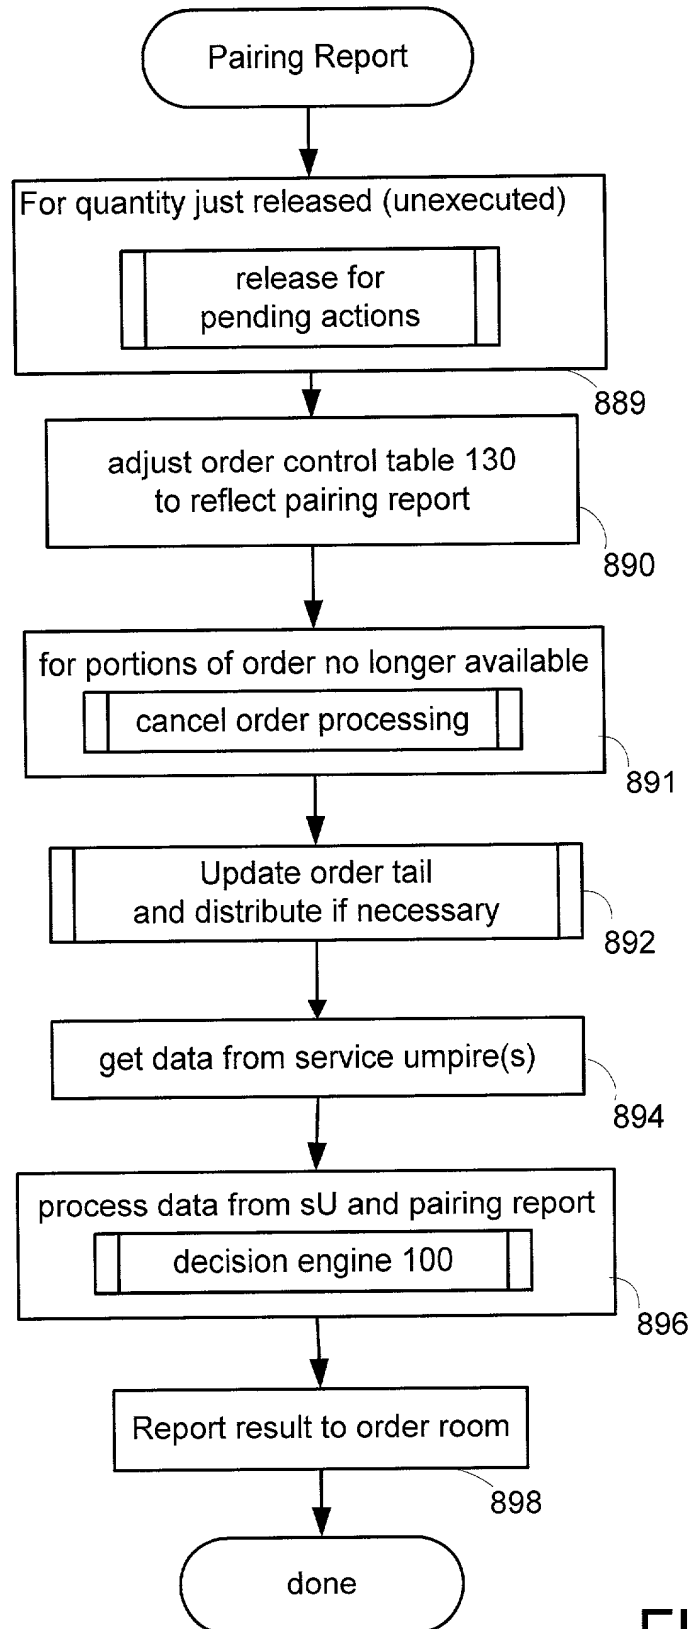 Pairing Report
For quantity just released (unexecuted)
release for
pending actions
889
adjust order control table 130
to reflect pairing report
890
for portions of order no longer available
cancel order processing
891
Update order tail
and distribute if necessary
892
get data from service umpire(s)
894
process data from sU and pairing report
decision engine 100
896
Report result to order room
898
done